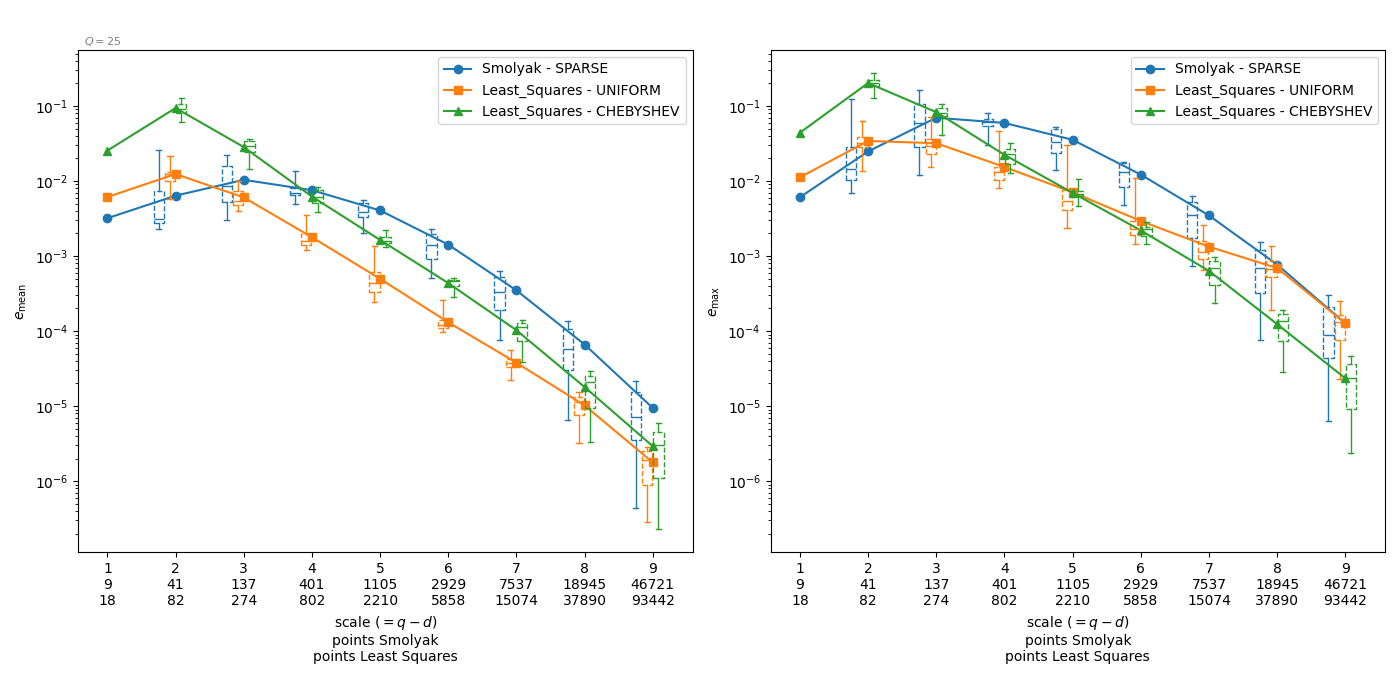 Q = 25
Smolyak - SPARSE
Least_Squares - UNIFORM
Least_Squares - CHEBYSHEV
10⁻¹
10⁻²
10⁻³
10⁻⁴
10⁻⁵
10⁻⁶
e_mean
1 2 3 4 5 6 7 8 9
9 41 137 401 1105 2929 7537 18945 46721
18 82 274 802 2210 5858 15074 37890 93442
scale (= q − d)
points Smolyak
points Least Squares
Smolyak - SPARSE
Least_Squares - UNIFORM
Least_Squares - CHEBYSHEV
10⁻¹
10⁻²
10⁻³
10⁻⁴
10⁻⁵
10⁻⁶
e_max
1 2 3 4 5 6 7 8 9
9 41 137 401 1105 2929 7537 18945 46721
18 82 274 802 2210 5858 15074 37890 93442
scale (= q − d)
points Smolyak
points Least Squares